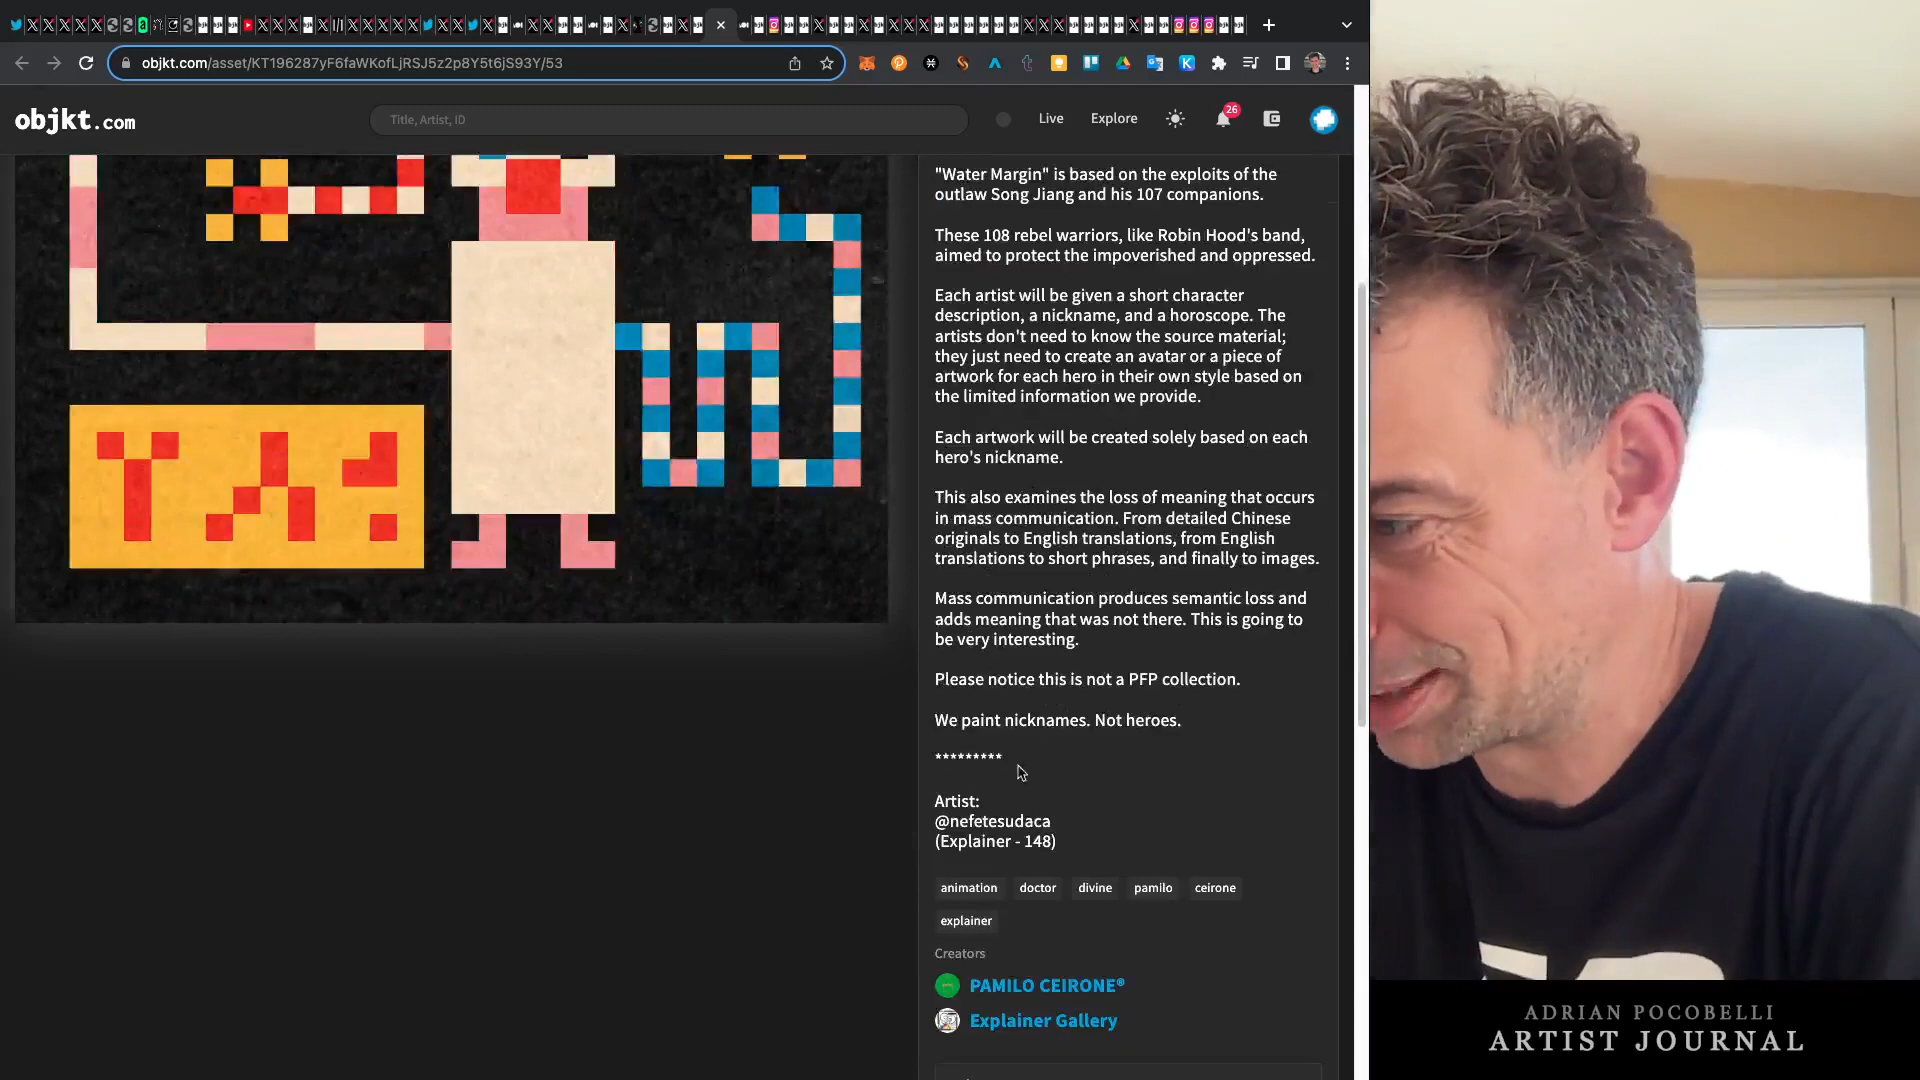 objkt.com/asset/KT196287yF6faWKofLjRSJ5z2p8Y5t6jS93Y/53
objkt.com
Title, Artist, ID
Live
Explore
26
"Water Margin" is based on the exploits of the
outlaw Song Jiang and his 107 companions.
These 108 rebel warriors, like Robin Hood's band,
aimed to protect the impoverished and oppressed.
Each artist will be given a short character
description, a nickname, and a horoscope. The
artists don't need to know the source material;
they just need to create an avatar or a piece of
artwork for each hero in their own style based on
the limited information we provide.
Each artwork will be created solely based on each
hero's nickname.
This also examines the loss of meaning that occurs
in mass communication. From detailed Chinese
originals to English translations, from English
translations to short phrases, and finally to images.
Mass communication produces semantic loss and
adds meaning that was not there. This is going to
be very interesting.
Please notice this is not a PFP collection.
We paint nicknames. Not heroes.
*********
Artist:
@nefetesudaca
(Explainer - 148)
animation doctor divine pamilo ceirone
explainer
Creators
PAMILO CEIRONE®
Explainer Gallery
ADRIAN POCOBELLI
ARTIST JOURNAL